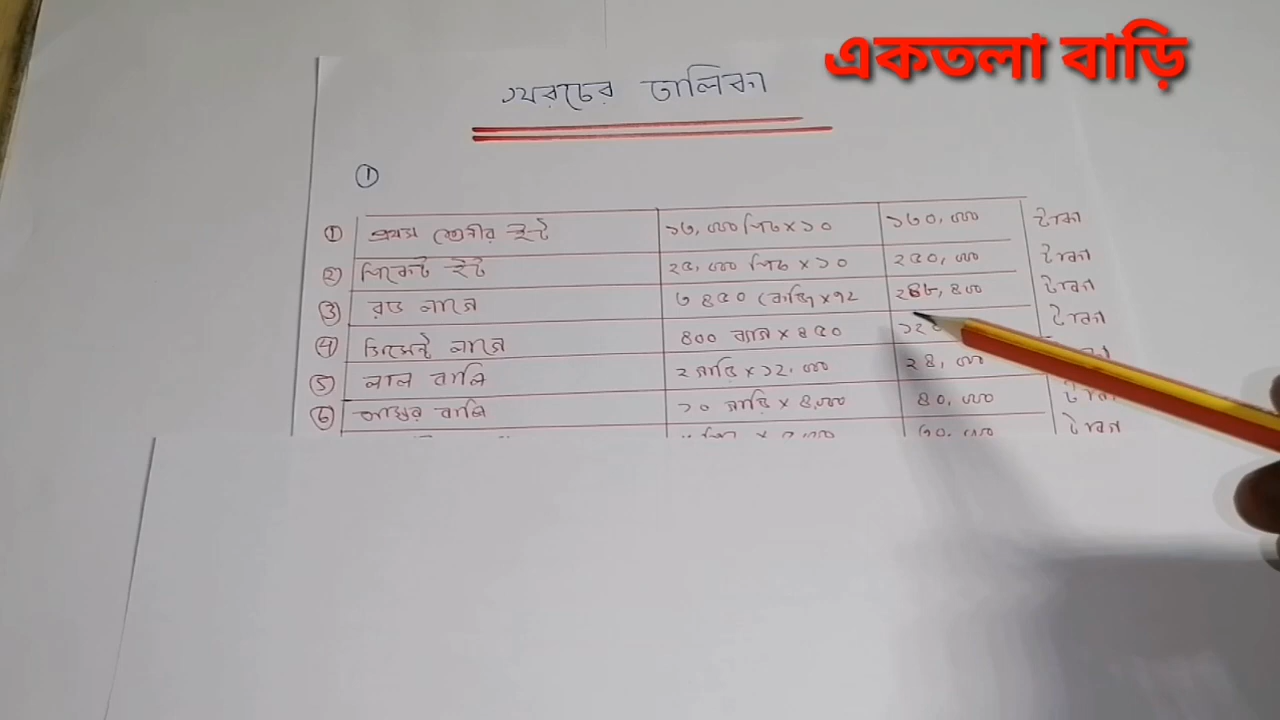 একতলা বাড়ি
খরচের তালিকা
①
① প্রথম শ্রেণীর ইট ১৬,০০০ পিচ × ১০ ১৬০,০০০ টাকা
② পিকেট ইট ২৫,০০০ পিচ × ১০ ২৫০,০০০ টাকা
③ রড লাগে ৩৪৫০ কেজি × ৭২ ২৪৮,৪০০ টাকা
④ সিমেন্ট লাগে ৪০০ ব্যাগ × ৪৫০ টাকা
⑤ লাল বালি ২ গাড়ি × ১২,০০০ ২৪,০০০
⑥ বালি ১০ গাড়ি × ৪,০০০ ৪০,০০০ টাকা
টাকা